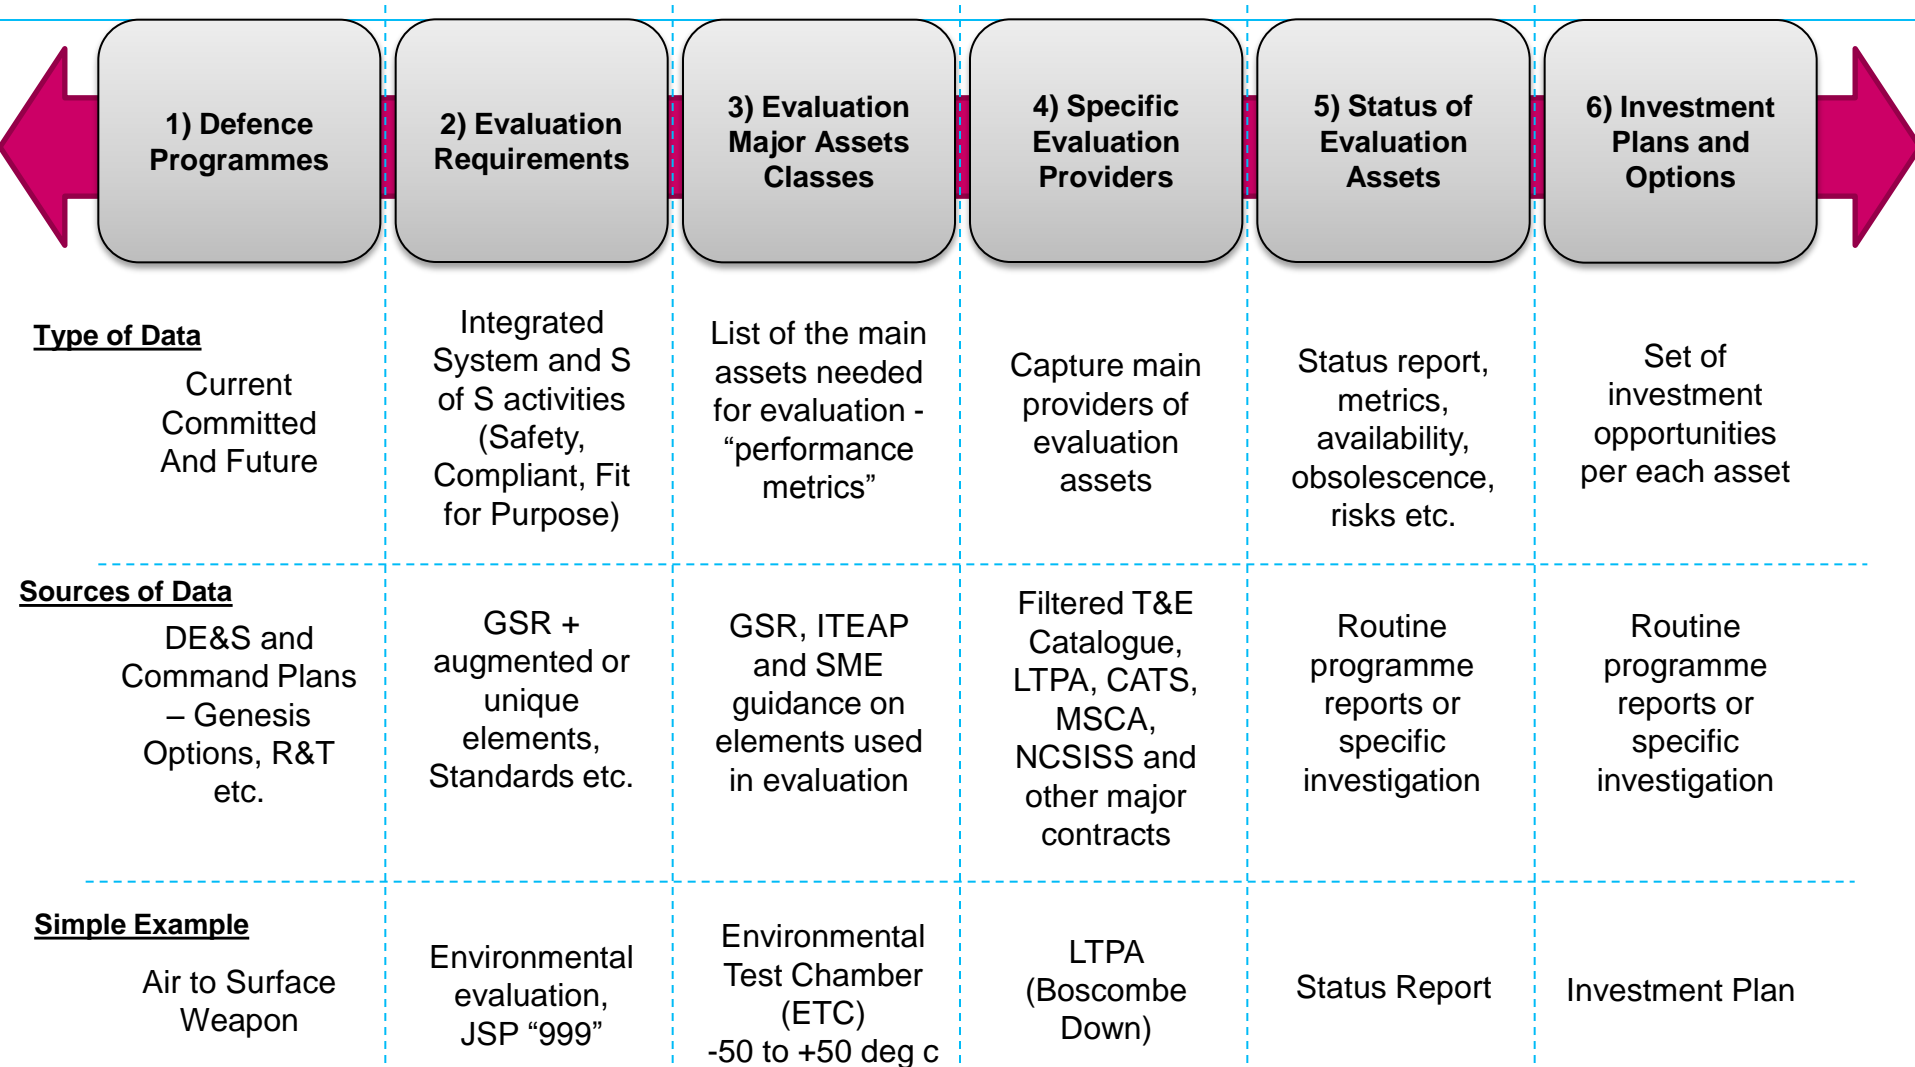 1) Defence
Programmes
2) Evaluation
Requirements
3) Evaluation
Major Assets
Classes
4) Specific
Evaluation
Providers
5) Status of
Evaluation
Assets
6) Investment
Plans and
Options
Type of Data
Current
Committed
And Future
Integrated
System and S
of S activities
(Safety,
Compliant, Fit
for Purpose)
List of the main
assets needed
for evaluation -
“performance
metrics”
Capture main
providers of
evaluation
assets
Status report,
metrics,
availability,
obsolescence,
risks etc.
Set of
investment
opportunities
per each asset
Sources of Data
DE&S and
Command Plans
– Genesis
Options, R&T
etc.
GSR +
augmented or
unique
elements,
Standards etc.
GSR, ITEAP
and SME
guidance on
elements used
in evaluation
Filtered T&E
Catalogue,
LTPA, CATS,
MSCA,
NCSISS and
other major
contracts
Routine
programme
reports or
specific
investigation
Routine
programme
reports or
specific
investigation
Simple Example
Air to Surface
Weapon
Environmental
evaluation,
JSP “999”
Environmental
Test Chamber
(ETC)
-50 to +50 deg c
LTPA
(Boscombe
Down)
Status Report
Investment Plan